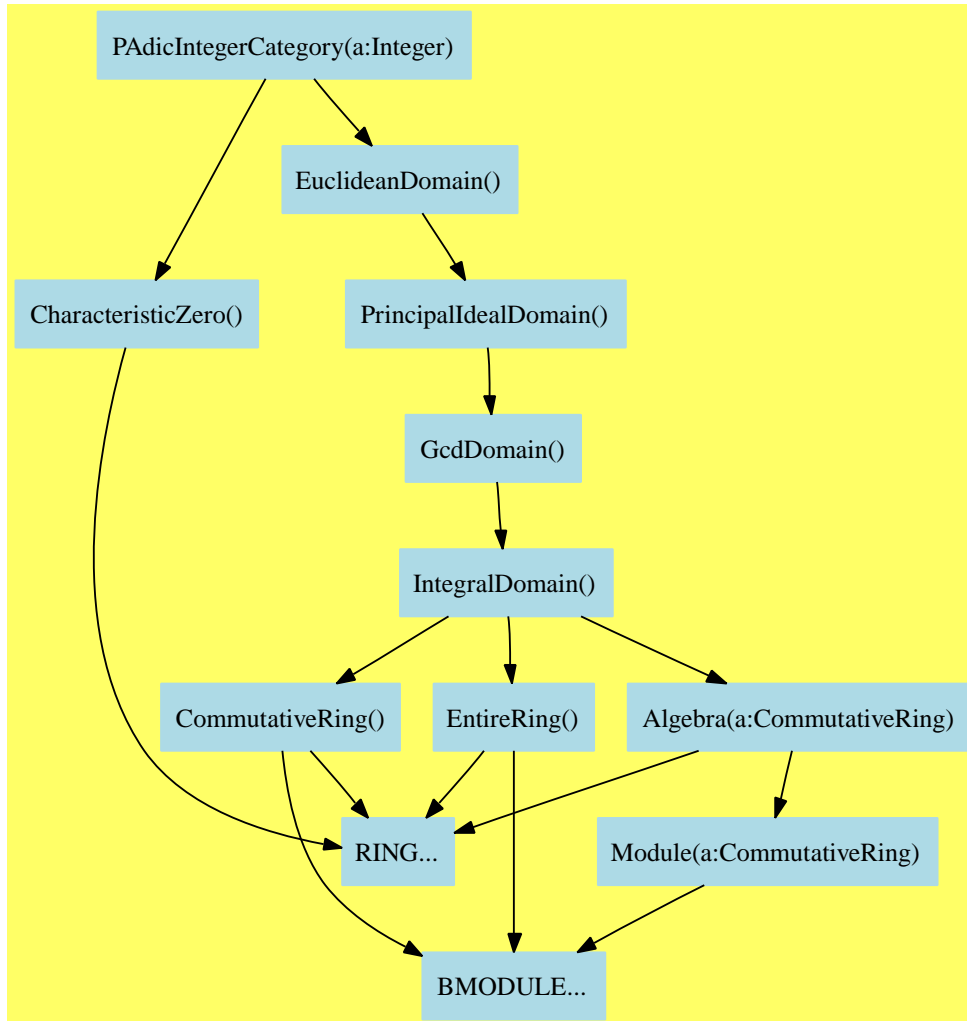 PAdicIntegerCategory(a:Integer)
EuclideanDomain()
CharacteristicZero()
PrincipalIdealDomain()
GcdDomain()
IntegralDomain()
CommutativeRing()
EntireRing()
Algebra(a:CommutativeRing)
RING...
Module(a:CommutativeRing)
BMODULE...